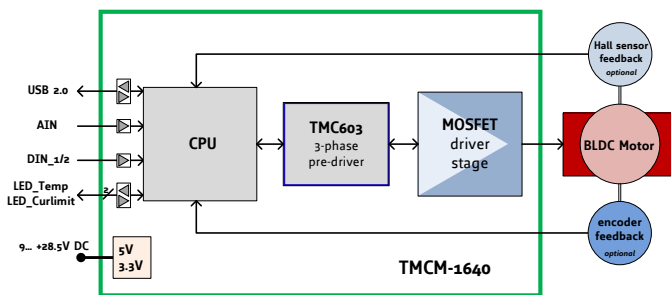 Hall sensor
feedback
optional
USB 2.0
AIN
DIN_1/2
LED_Temp
LED_Curlimit
2
9... +28.5V DC
5V
3.3V
CPU
TMC603
3-phase
pre-driver
MOSFET
driver
stage
BLDC Motor
encoder
feedback
optional
TMCM-1640